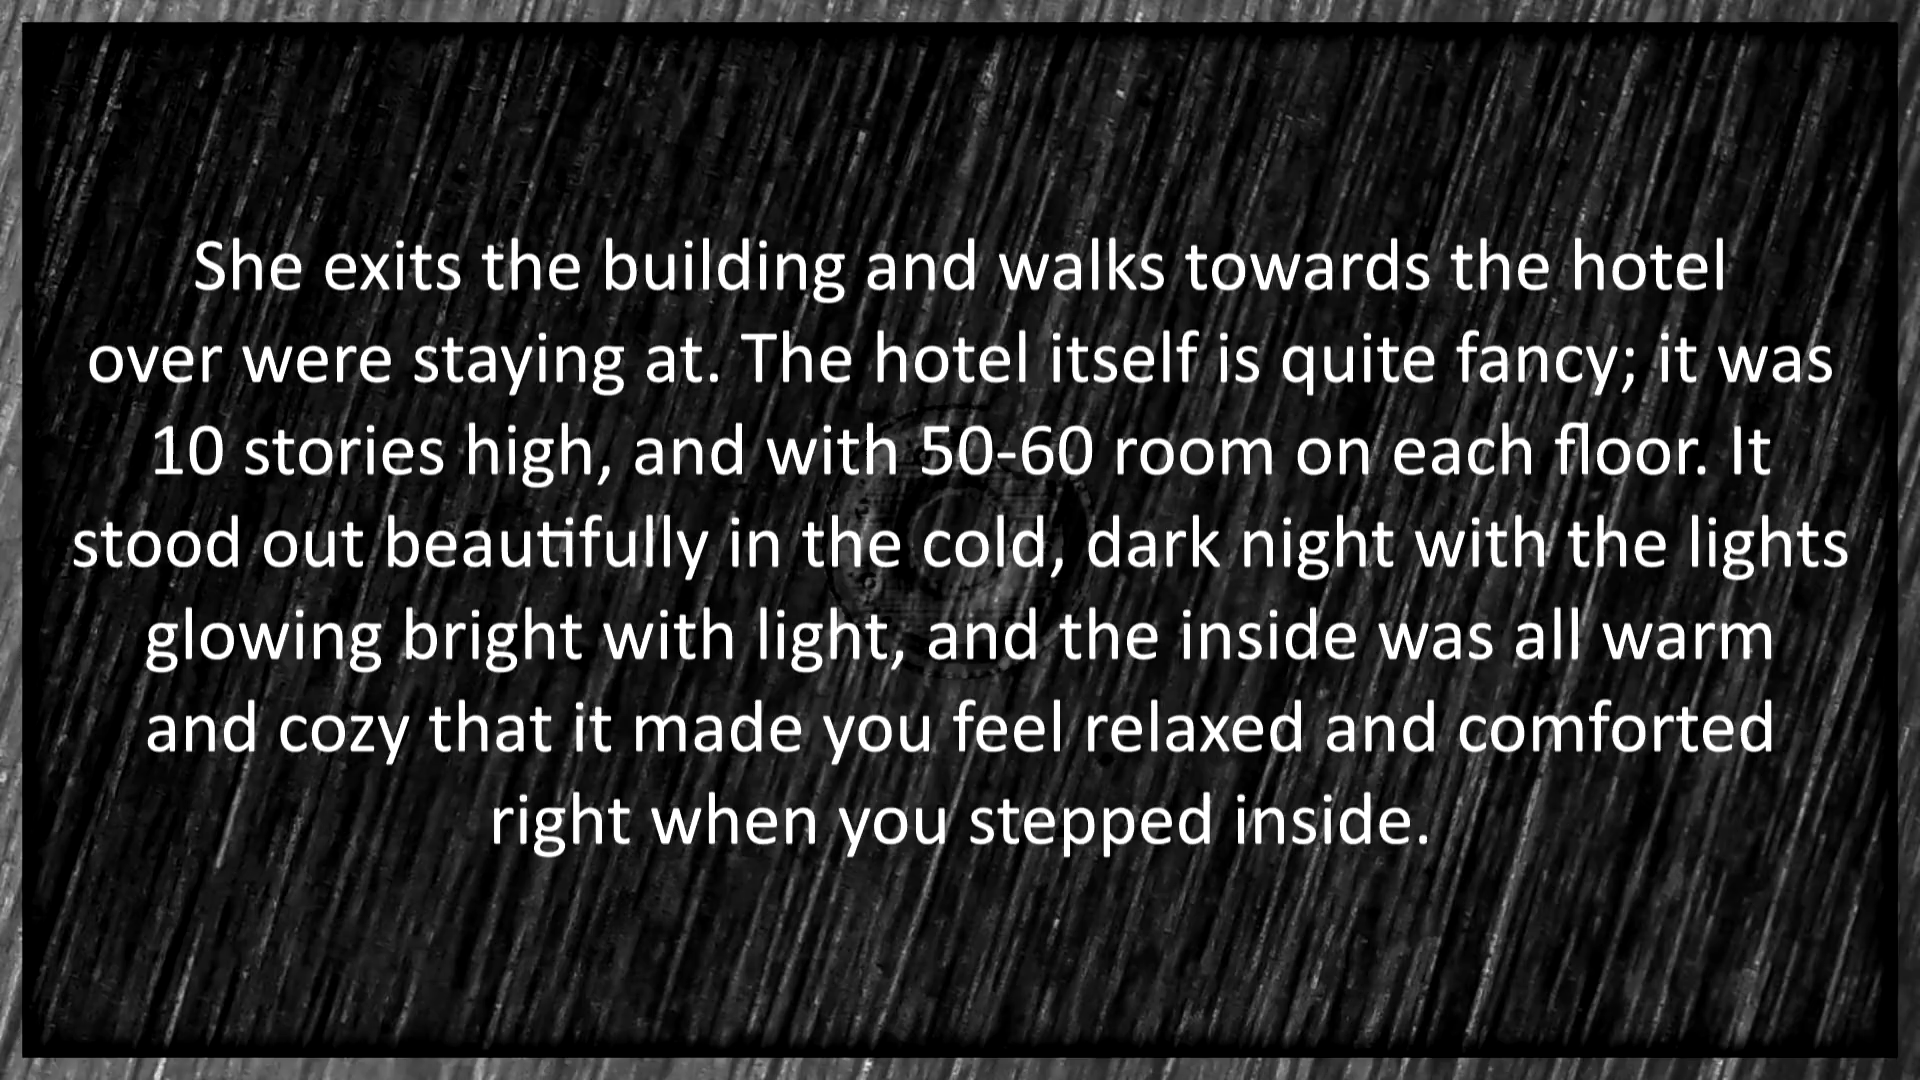 She exits the building and walks towards the hotel
over were staying at. The hotel itself is quite fancy; it was
10 stories high, and with 50-60 room on each floor. It
stood out beautifully in the cold, dark night with the lights
glowing bright with light, and the inside was all warm
and cozy that it made you feel relaxed and comforted
right when you stepped inside.